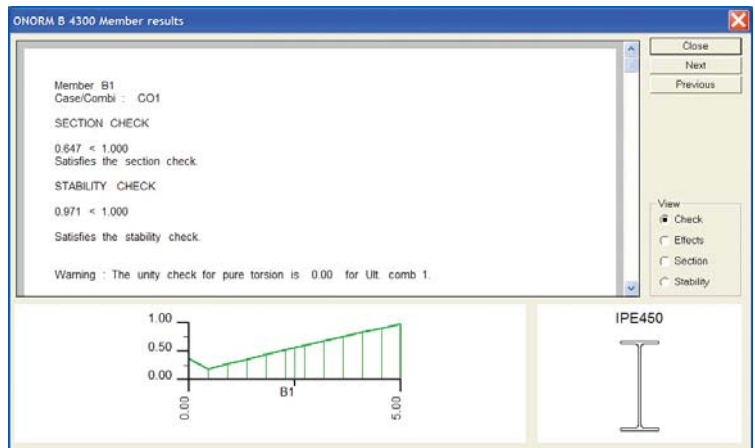 ONORM B 4300 Member results
Member B1
Case/Combi : CO1
SECTION CHECK
0.647 < 1.000
Satisfies the section check.
STABILITY CHECK
0.971 < 1.000
Satisfies the stability check.
Warning : The unity check for pure torsion is 0.00 for Ult. comb 1.
Close
Next
Previous
View
Check
Effects
Section
Stability
1.00
0.50
0.00
B1
0.00
5.00
IPE450